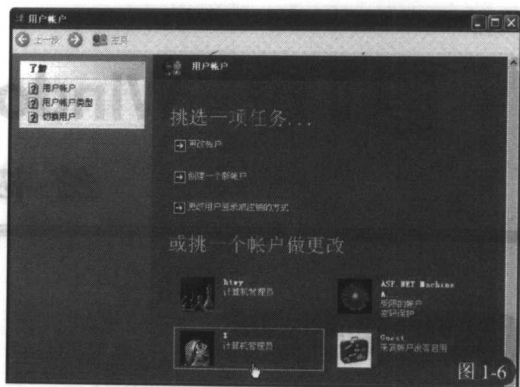 用户帐户
上一步 主页
了解
用户帐户
用户帐户类型
切换用户
用户帐户
挑选一项任务...
更改帐户
创建一个新帐户
更改用户登录或注销的方式
或挑一个帐户做更改
计算机管理员
ASP.NET Machine
A...
受限的帐户
密码保护
计算机管理员
Guest
来宾帐户没有启用
图 1-6